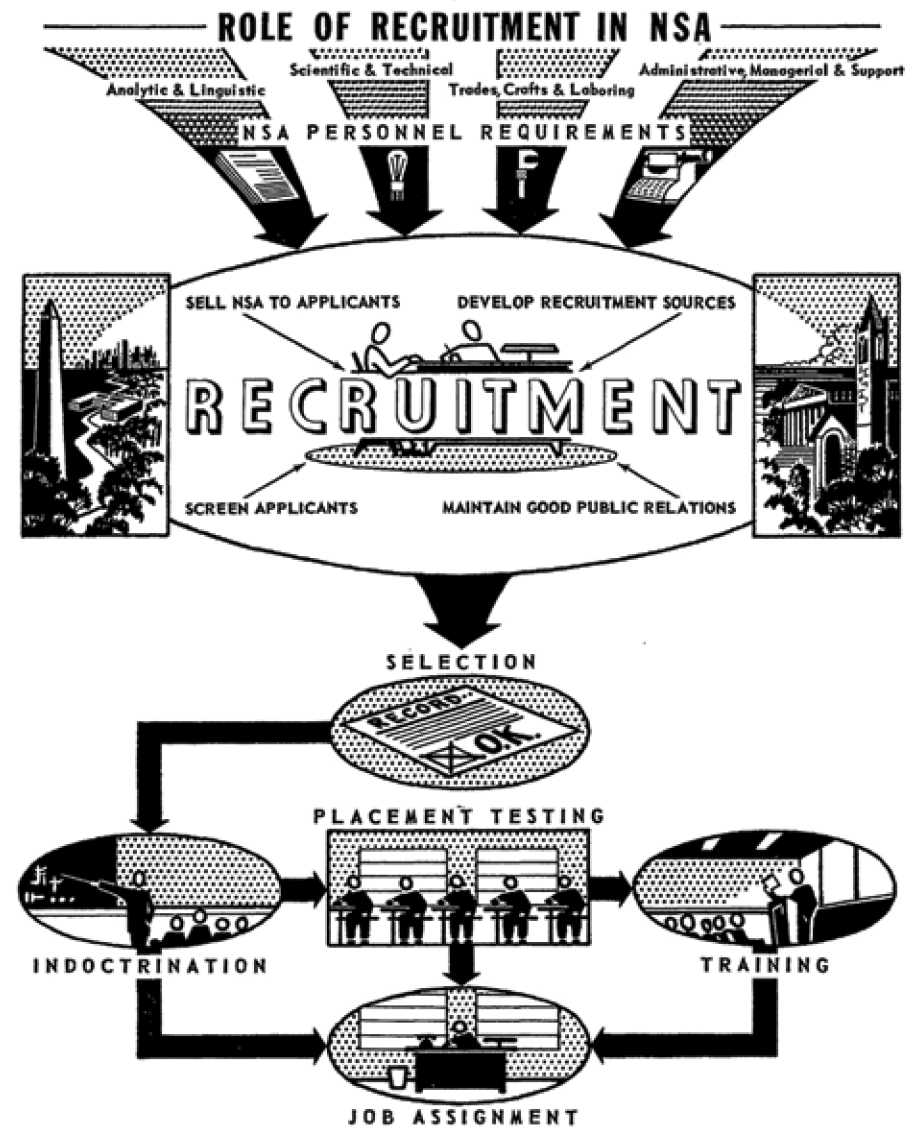 ROLE OF RECRUITMENT IN NSA
Analytic & Linguistic
Scientific & Technical
Trades, Crafts & Laboring
Administrative, Managerial & Support
NSA PERSONNEL REQUIREMENTS
SELL NSA TO APPLICANTS
DEVELOP RECRUITMENT SOURCES
RECRUITMENT
SCREEN APPLICANTS
MAINTAIN GOOD PUBLIC RELATIONS
SELECTION
RECORD..
O.K.
PLACEMENT TESTING
INDOCTRINATION
TRAINING
JOB ASSIGNMENT